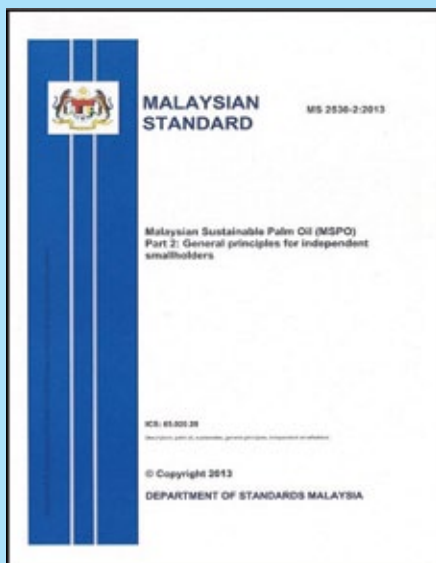 MALAYSIAN
STANDARD
MS 2530-2:2013
Malaysian Sustainable Palm Oil (MSPO)
Part 2: General principles for independent
smallholders
ICS: 65.020.20
© Copyright 2013
DEPARTMENT OF STANDARDS MALAYSIA